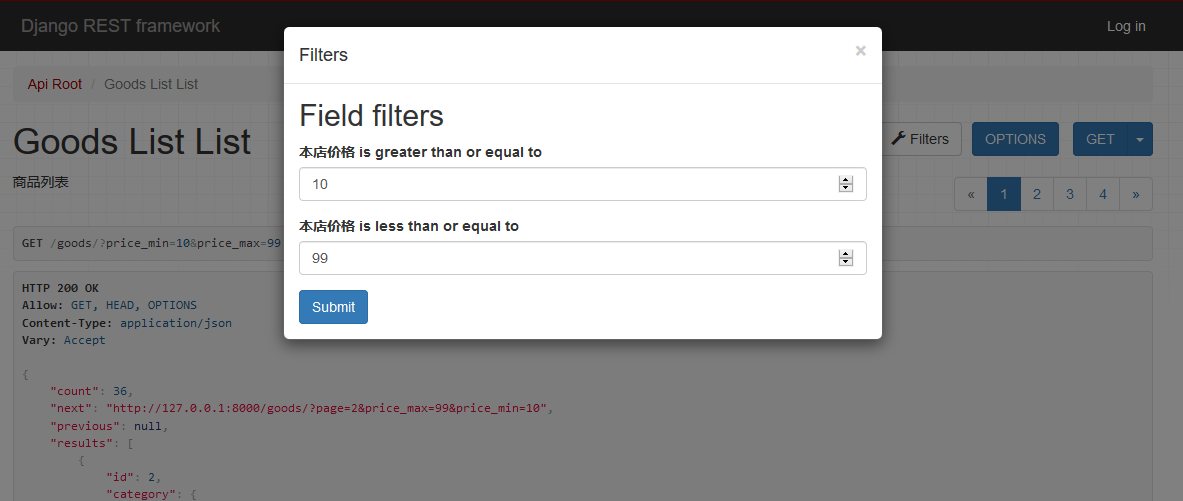 Django REST framework
Log in
Filters ×
Api Root / Goods List List
Field filters
Goods List List
Filters
OPTIONS
GET
本店价格 is greater than or equal to
10
商品列表
« 1 2 3 4 »
本店价格 is less than or equal to
GET /goods/?price_min=10&price_max=99
99
Submit
HTTP 200 OK
Allow: GET, HEAD, OPTIONS
Content-Type: application/json
Vary: Accept
{
"count": 36,
"next": "http://127.0.0.1:8000/goods/?page=2&price_max=99&price_min=10",
"previous": null,
"results": [
{
"id": 2,
"category": {